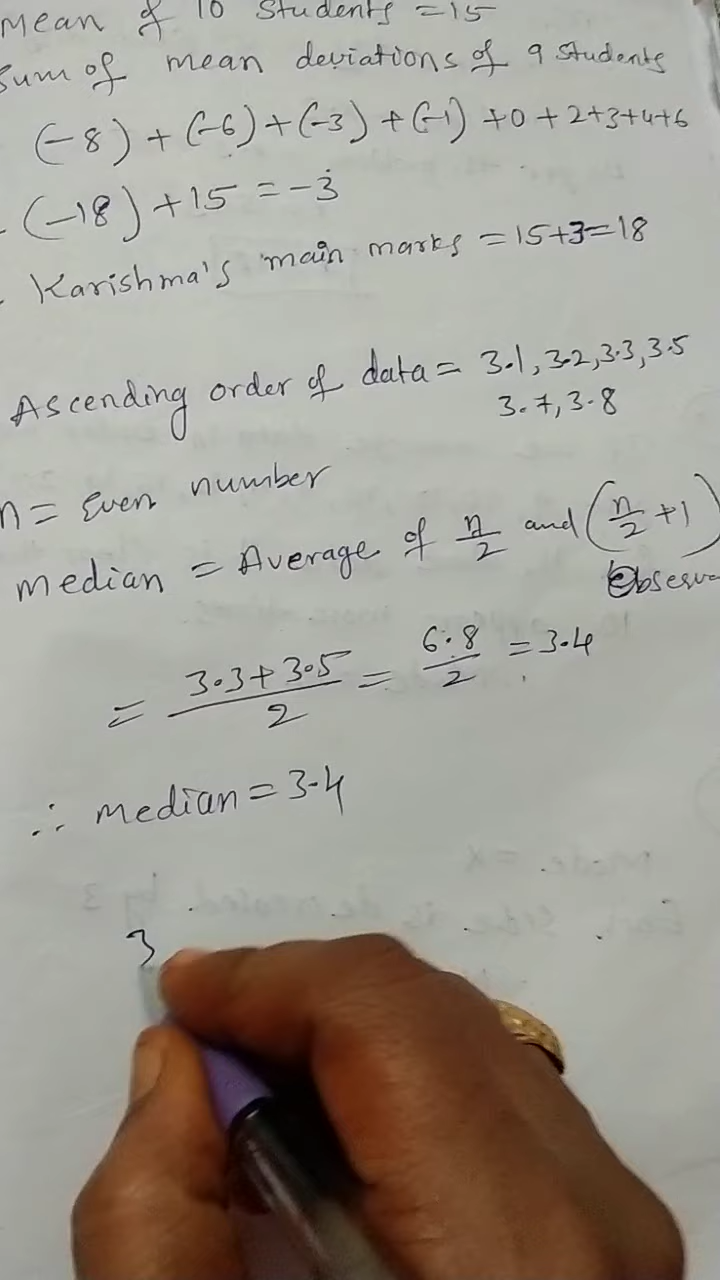 Mean of 10 students = 15
Sum of mean deviations of 9 students
(-8) + (-6) + (-3) + (-1) + 0 + 2+3+4+6
(-18) + 15 = -3
Karishma's main marks = 15+3=18
Ascending order of data = 3.1, 3.2, 3.3, 3.5
3.7, 3.8
n = Even number
median = Average of n/2 and (n/2 + 1)
Observa
= 3.3+3.5/2 = 6.8/2 = 3.4
∴ median = 3.4
3